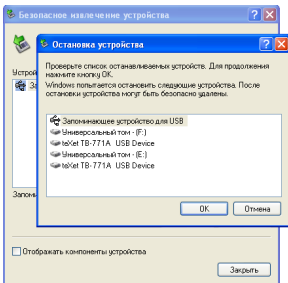 Безопасное извлечение устройства
Остановка устройства
Проверьте список останавливаемых устройств. Для продолжения
нажмите кнопку OK.
Windows попытается остановить следующие устройства. После
остановки устройства могут быть безопасно удалены.
Устрой
За
Запоминающее устройство для USB
Универсальный том - (F:)
teXet TB-771A USB Device
Универсальный том - (E:)
teXet TB-771A USB Device
Запоми
OK
Отмена
Отображать компоненты устройства
Закрыть